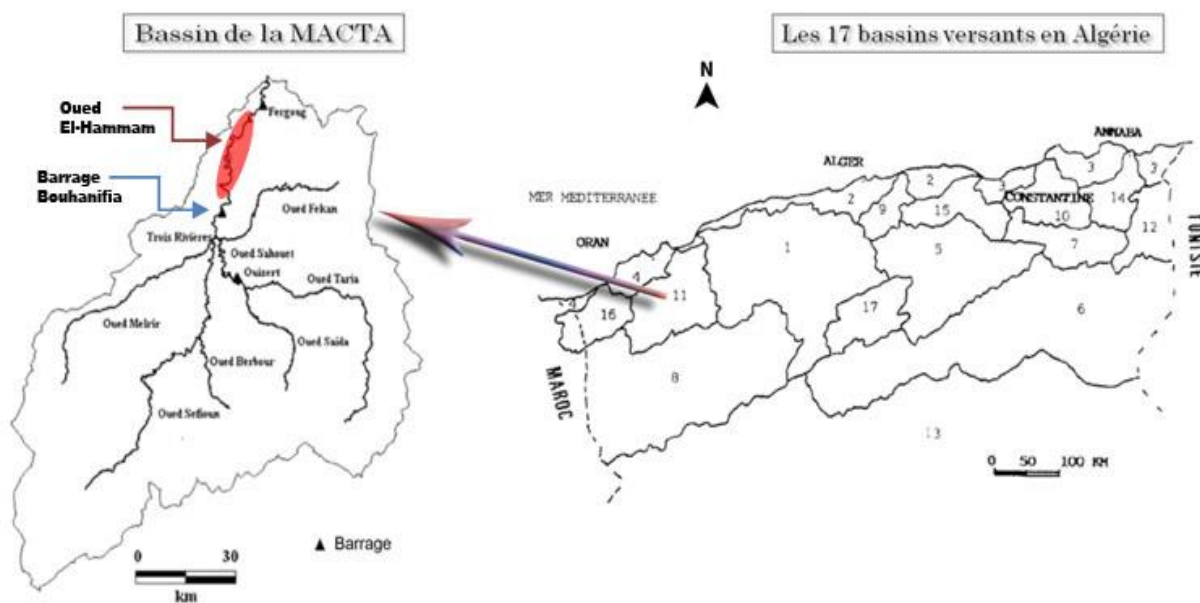 Bassin de la MACTA
Les 17 bassins versants en Algérie
Oued
El-Hammam
Barrage
Bouhanifia
Fergoug
Oued Fekan
Trois Rivières
Oued Sahouet
Ouizert
Oued Taria
Oued Melrir
Oued Saïda
Oued Berbour
Oued Sefioun
0 30
km
▲ Barrage
N
MER MEDITERRANEE
ORAN
ALGER
ANNABA
CONSTANTINE
TUNISIE
MAROC
3
3
2
3
2
9
15
10
14
12
1
5
7
4
11
4
16
17
6
8
13
0 50 100 KM